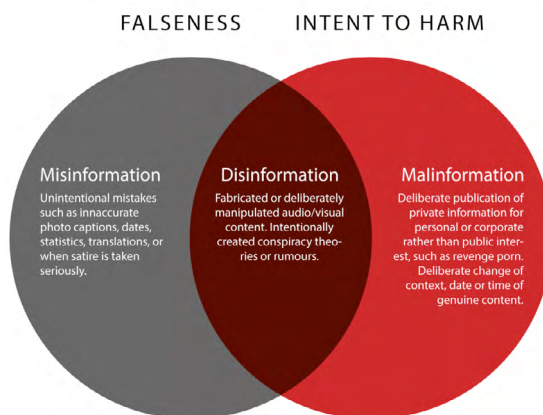 FALSENESS
INTENT TO HARM
Misinformation
Unintentional mistakes
such as innaccurate
photo captions, dates,
statistics, translations, or
when satire is taken
seriously.
Disinformation
Fabricated or deliberately
manipulated audio/visual
content. Intentionally
created conspiracy theo-
ries or rumours.
Malinformation
Deliberate publication of
private information for
personal or corporate
rather than public inter-
est, such as revenge porn.
Deliberate change of
context, date or time of
genuine content.